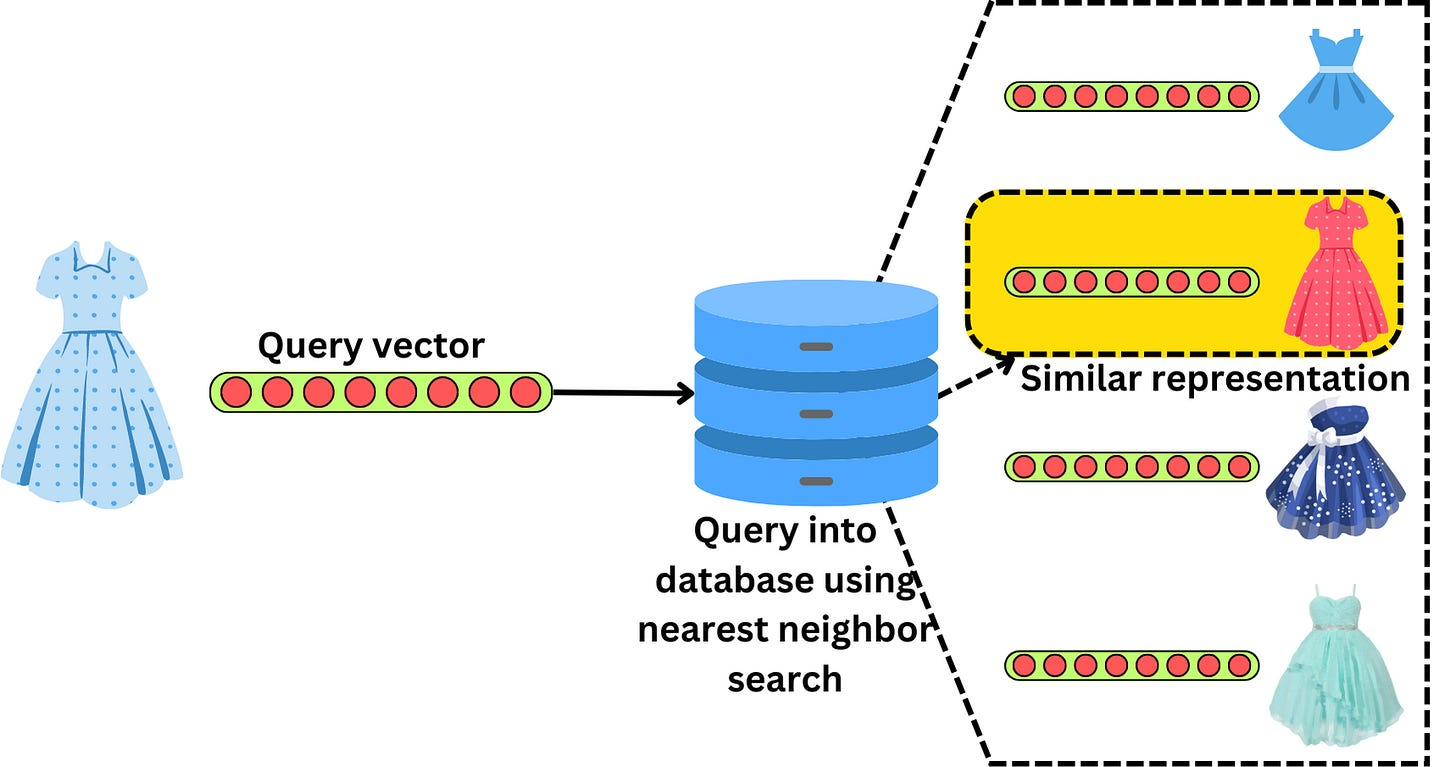 Query vector
Similar representation
Query into
database using
nearest neighbor
search